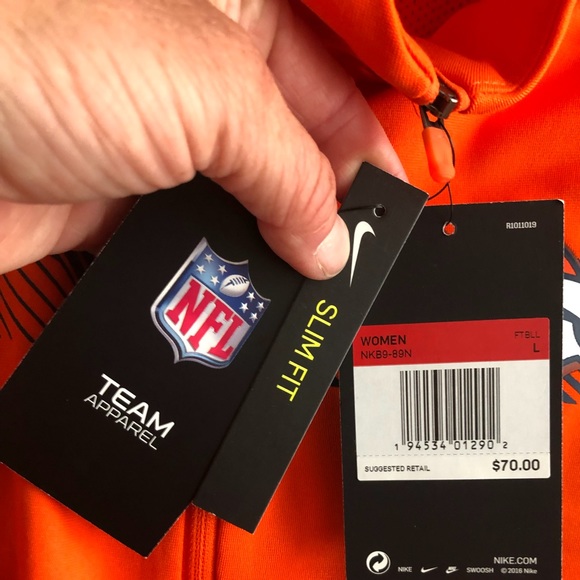 NFL
TEAM
APPAREL
SLIM FIT
R1011019
WOMEN FTBLL
NKB9-89N L
1 94534 01290 2
SUGGESTED RETAIL $70.00
NIKE.COM
NIKE SWOOSH © 2016 Nike